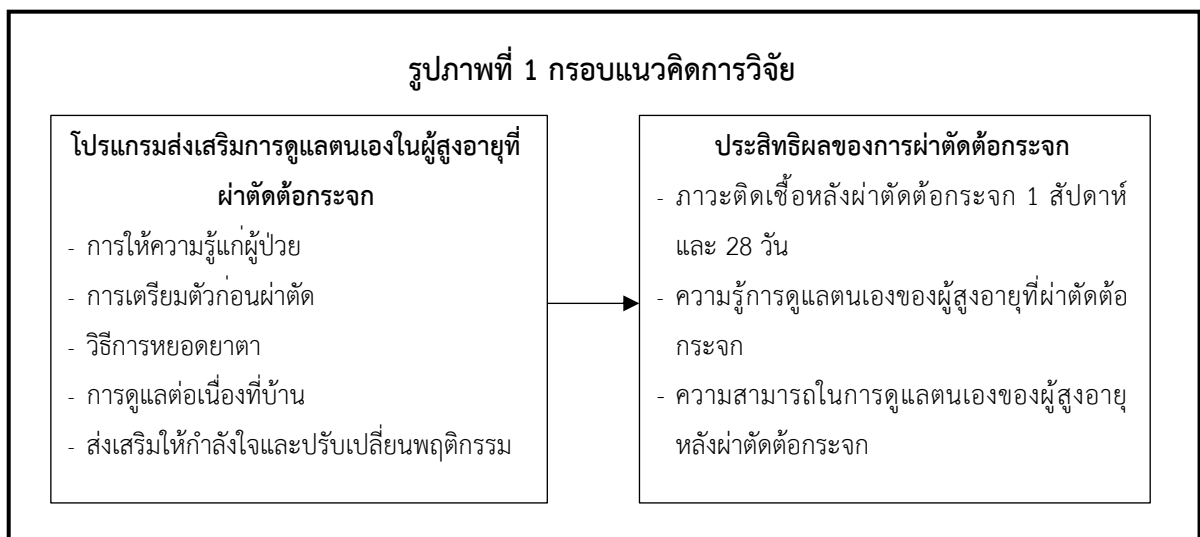 รูปภาพที่ 1 กรอบแนวคิดการวิจัย
โปรแกรมส่งเสริมการดูแลตนเองในผู้สูงอายุที่
ผ่าตัดต้อกระจก
- การให้ความรู้แก่ผู้ป่วย
- การเตรียมตัวก่อนผ่าตัด
- วิธีการหยอดยาตา
- การดูแลต่อเนื่องที่บ้าน
- ส่งเสริมให้กำลังใจและปรับเปลี่ยนพฤติกรรม
ประสิทธิผลของการผ่าตัดต้อกระจก
- ภาวะติดเชื้อหลังผ่าตัดต้อกระจก 1 สัปดาห์
และ 28 วัน
- ความรู้การดูแลตนเองของผู้สูงอายุที่ผ่าตัดต้อ
กระจก
- ความสามารถในการดูแลตนเองของผู้สูงอายุ
หลังผ่าตัดต้อกระจก